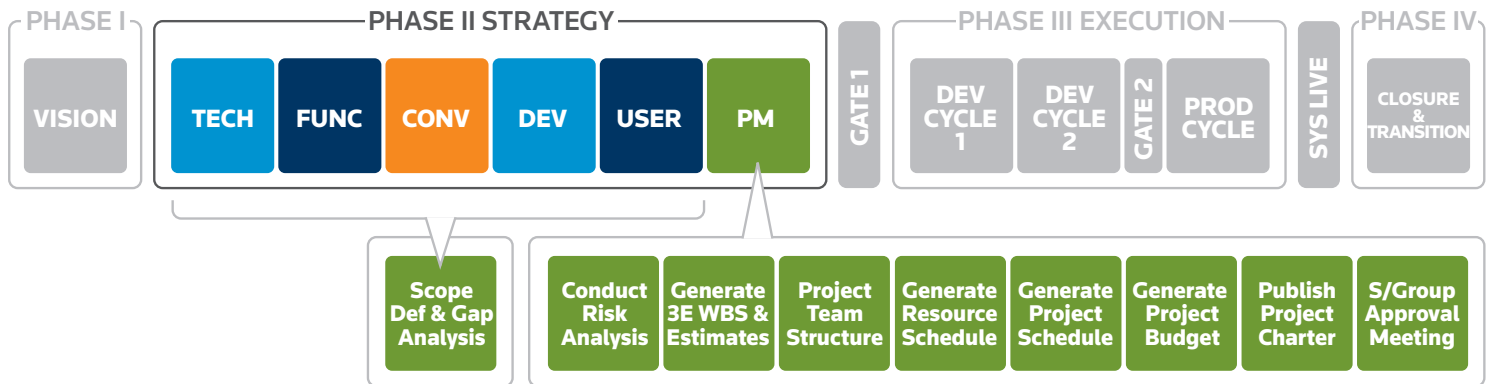 PHASE I
PHASE II STRATEGY
PHASE III EXECUTION
PHASE IV
VISION
TECH
FUNC
CONV
DEV
USER
PM
GATE 1
DEV
CYCLE
1
DEV
CYCLE
2
GATE 2
PROD
CYCLE
SYS LIVE
CLOSURE
&
TRANSITION
Scope
Def & Gap
Analysis
Conduct
Risk
Analysis
Generate
3E WBS &
Estimates
Project
Team
Structure
Generate
Resource
Schedule
Generate
Project
Schedule
Generate
Project
Budget
Publish
Project
Charter
S/Group
Approval
Meeting